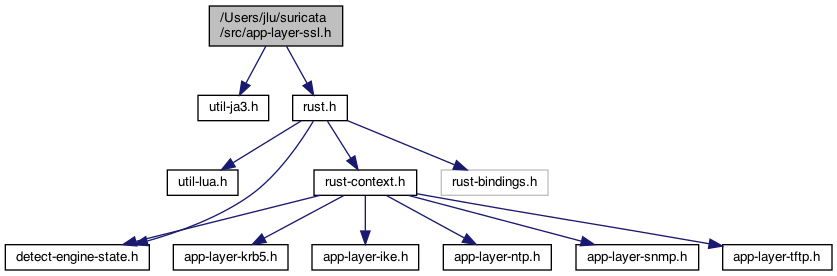 /Users/jlu/suricata
/src/app-layer-ssl.h
util-ja3.h
rust.h
util-lua.h
rust-context.h
rust-bindings.h
detect-engine-state.h
app-layer-krb5.h
app-layer-ike.h
app-layer-ntp.h
app-layer-snmp.h
app-layer-tftp.h